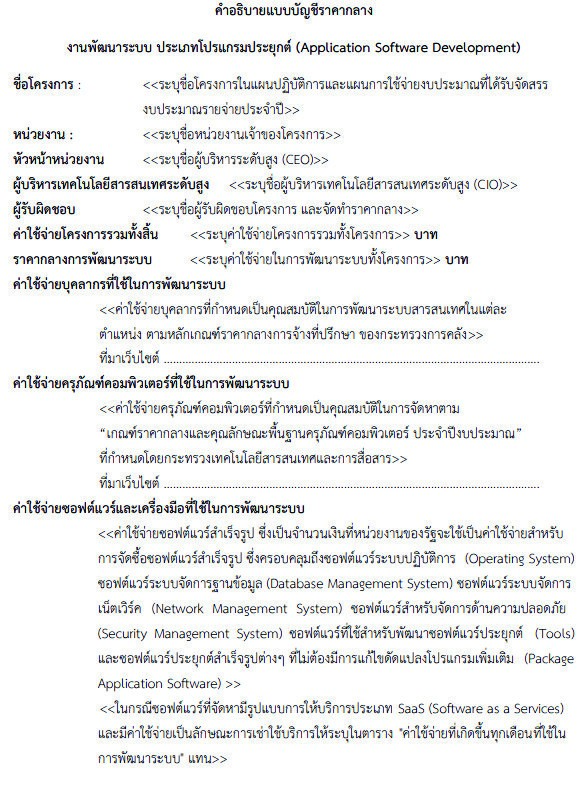 คำอธิบายแบบบัญชีราคากลาง
งานพัฒนาระบบ ประเภทโปรแกรมประยุกต์ (Application Software Development)
ชื่อโครงการ : <<ระบุชื่อโครงการในแผนปฏิบัติการและแผนการใช้จ่ายงบประมาณที่ได้รับจัดสรร
งบประมาณรายจ่ายประจำปี>>
หน่วยงาน : <<ระบุชื่อหน่วยงานเจ้าของโครงการ>>
หัวหน้าหน่วยงาน <<ระบุชื่อผู้บริหารระดับสูง (CEO)>>
ผู้บริหารเทคโนโลยีสารสนเทศระดับสูง <<ระบุชื่อผู้บริหารเทคโนโลยีสารสนเทศระดับสูง (CIO)>>
ผู้รับผิดชอบ <<ระบุชื่อผู้รับผิดชอบโครงการ และจัดทำราคากลาง>>
ค่าใช้จ่ายโครงการรวมทั้งสิ้น <<ระบุค่าใช้จ่ายโครงการรวมทั้งโครงการ>> บาท
ราคากลางการพัฒนาระบบ <<ระบุค่าใช้จ่ายในการพัฒนาระบบทั้งโครงการ>> บาท
ค่าใช้จ่ายบุคลากรที่ใช้ในการพัฒนาระบบ
<<ค่าใช้จ่ายบุคลากรที่กำหนดเป็นคุณสมบัติในการพัฒนาระบบสารสนเทศในแต่ละ
ตำแหน่ง ตามหลักเกณฑ์ราคากลางการจ้างที่ปรึกษา ของกระทรวงการคลัง>>
ที่มาเว็บไซต์ ........................................................................................................
ค่าใช้จ่ายครุภัณฑ์คอมพิวเตอร์ที่ใช้ในการพัฒนาระบบ
<<ค่าใช้จ่ายครุภัณฑ์คอมพิวเตอร์ที่กำหนดเป็นคุณสมบัติในการจัดหาตาม
“เกณฑ์ราคากลางและคุณลักษณะพื้นฐานครุภัณฑ์คอมพิวเตอร์ ประจำปีงบประมาณ”
ที่กำหนดโดยกระทรวงเทคโนโลยีสารสนเทศและการสื่อสาร>>
ที่มาเว็บไซต์ ........................................................................................................
ค่าใช้จ่ายซอฟต์แวร์และเครื่องมือที่ใช้ในการพัฒนาระบบ
<<ค่าใช้จ่ายซอฟต์แวร์สำเร็จรูป ซึ่งเป็นจำนวนเงินที่หน่วยงานของรัฐจะใช้เป็นค่าใช้จ่ายสำหรับ
การจัดซื้อซอฟต์แวร์สำเร็จรูป ซึ่งครอบคลุมถึงซอฟต์แวร์ระบบปฏิบัติการ (Operating System)
ซอฟต์แวร์ระบบจัดการฐานข้อมูล (Database Management System) ซอฟต์แวร์ระบบจัดการ
เน็ตเวิร์ค (Network Management System) ซอฟต์แวร์สำหรับจัดการด้านความปลอดภัย
(Security Management System) ซอฟต์แวร์ที่ใช้สำหรับพัฒนาซอฟต์แวร์ประยุกต์ (Tools)
และซอฟต์แวร์ประยุกต์สำเร็จรูปต่างๆ ที่ไม่ต้องมีการแก้ไขดัดแปลงโปรแกรมเพิ่มเติม (Package
Application Software) >>
<<ในกรณีซอฟต์แวร์ที่จัดหามีรูปแบบการให้บริการประเภท SaaS (Software as a Services)
และมีค่าใช้จ่ายเป็นลักษณะการเช่าใช้บริการให้ระบุในตาราง "ค่าใช้จ่ายที่เกิดขึ้นทุกเดือนที่ใช้ใน
การพัฒนาระบบ" แทน>>